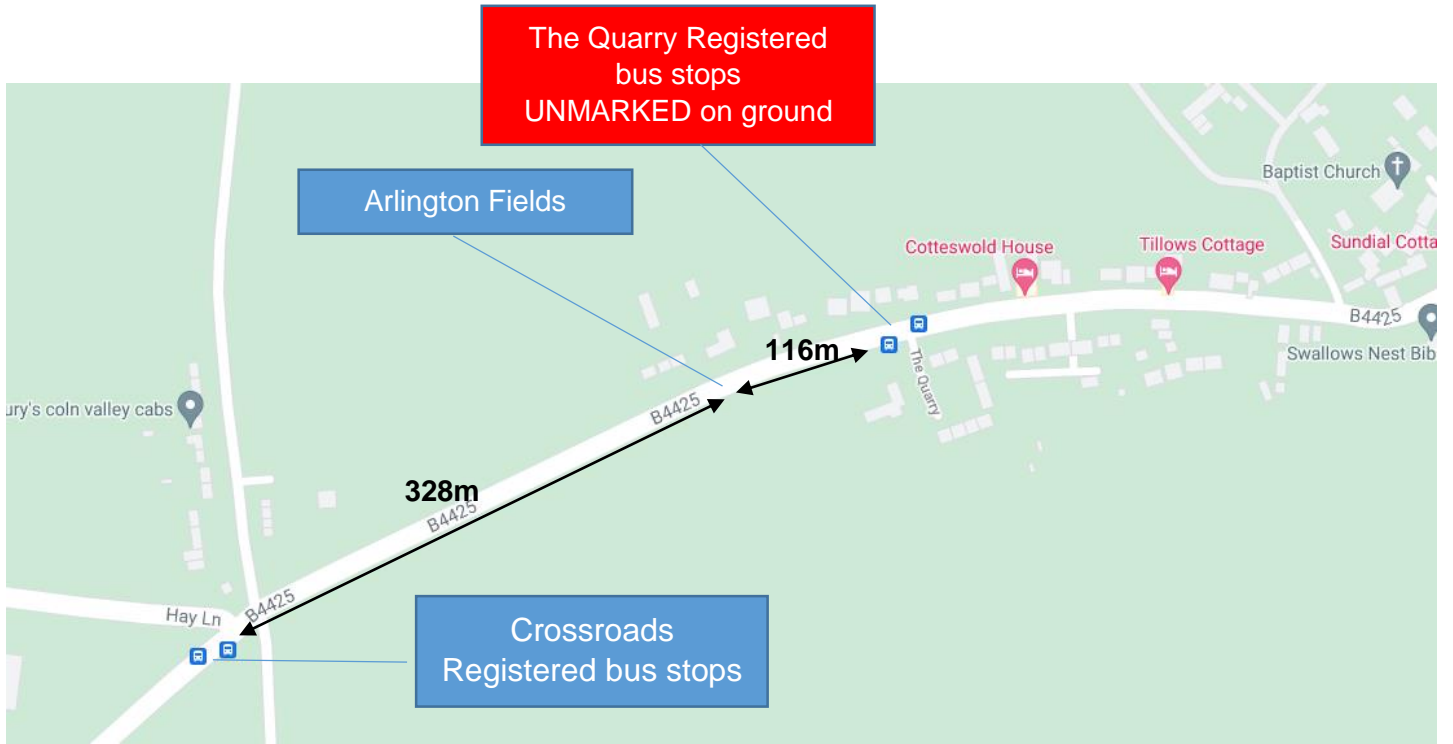 The Quarry Registered
bus stops
UNMARKED on ground
Arlington Fields
Baptist Church
Cotteswold House
Tillows Cottage
Sundial Cotta
B4425
116m
Swallows Nest Bib
The Quarry
B4425
ury's coln valley cabs
328m
B4425
B4425
Hay Ln
Crossroads
Registered bus stops